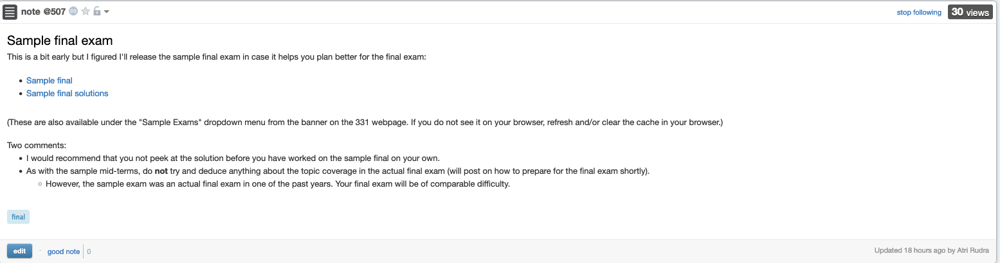 note @507
stop following
30 views
Sample final exam
This is a bit early but I figured I'll release the sample final exam in case it helps you plan better for the final exam:
Sample final
Sample final solutions
(These are also available under the "Sample Exams" dropdown menu from the banner on the 331 webpage. If you do not see it on your browser, refresh and/or clear the cache in your browser.)
Two comments:
I would recommend that you not peek at the solution before you have worked on the sample final on your own.
As with the sample mid-terms, do not try and deduce anything about the topic coverage in the actual final exam (will post on how to prepare for the final exam shortly).
However, the sample exam was an actual final exam in one of the past years. Your final exam will be of comparable difficulty.
final
edit · good note 0
Updated 18 hours ago by Atri Rudra